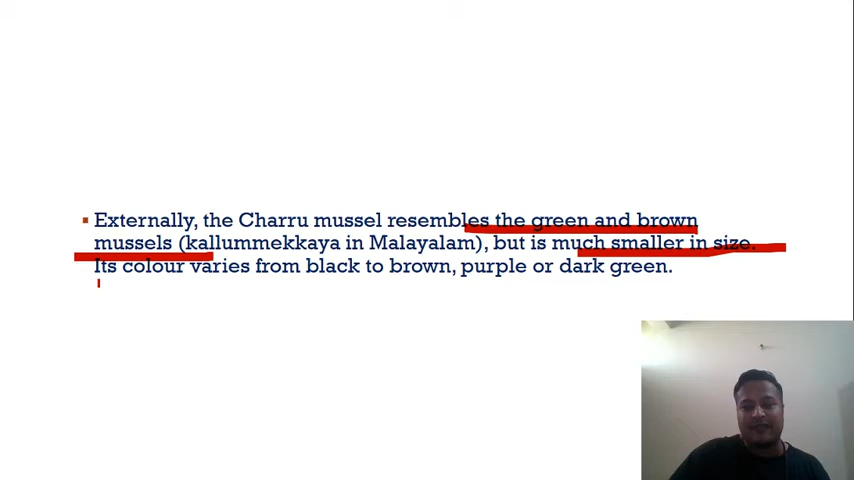 Externally, the Charru mussel resembles the green and brown
mussels (kallummekkaya in Malayalam), but is much smaller in size.
Its colour varies from black to brown, purple or dark green.